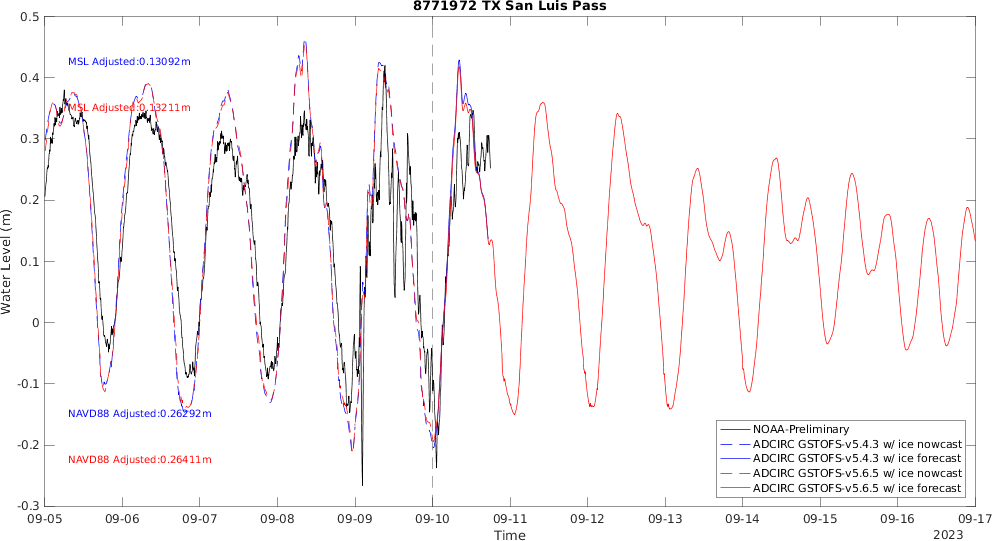 8771972 TX San Luis Pass
0.5
0.4
0.3
0.2
0.1
0
-0.1
-0.2
-0.3
Water Level (m)
MSL Adjusted:0.13092m
MSL Adjusted:0.13211m
NAVD88 Adjusted:0.26292m
NAVD88 Adjusted:0.26411m
NOAA-Preliminary
ADCIRC GSTOFS-v5.4.3 w/ ice nowcast
ADCIRC GSTOFS-v5.4.3 w/ ice forecast
ADCIRC GSTOFS-v5.6.5 w/ ice nowcast
ADCIRC GSTOFS-v5.6.5 w/ ice forecast
09-05 09-06 09-07 09-08 09-09 09-10 09-11 09-12 09-13 09-14 09-15 09-16 09-17
Time
2023